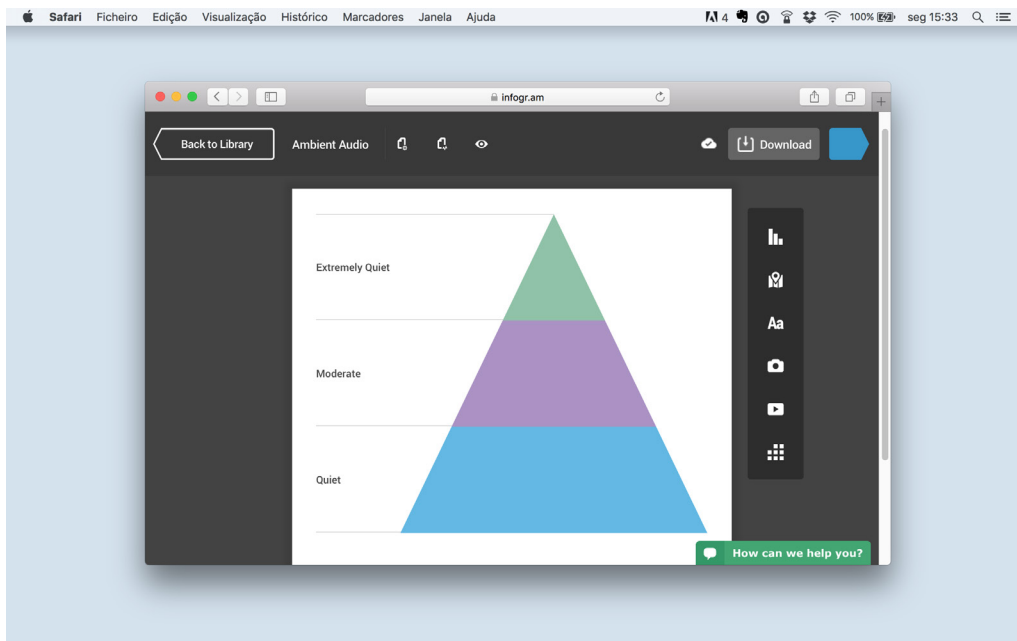 Safari Ficheiro Edição Visualização Histórico Marcadores Janela Ajuda 4 100% seg 15:33
infogr.am
Back to Library Ambient Audio Download
Extremely Quiet
Aa
Moderate
Quiet
How can we help you?